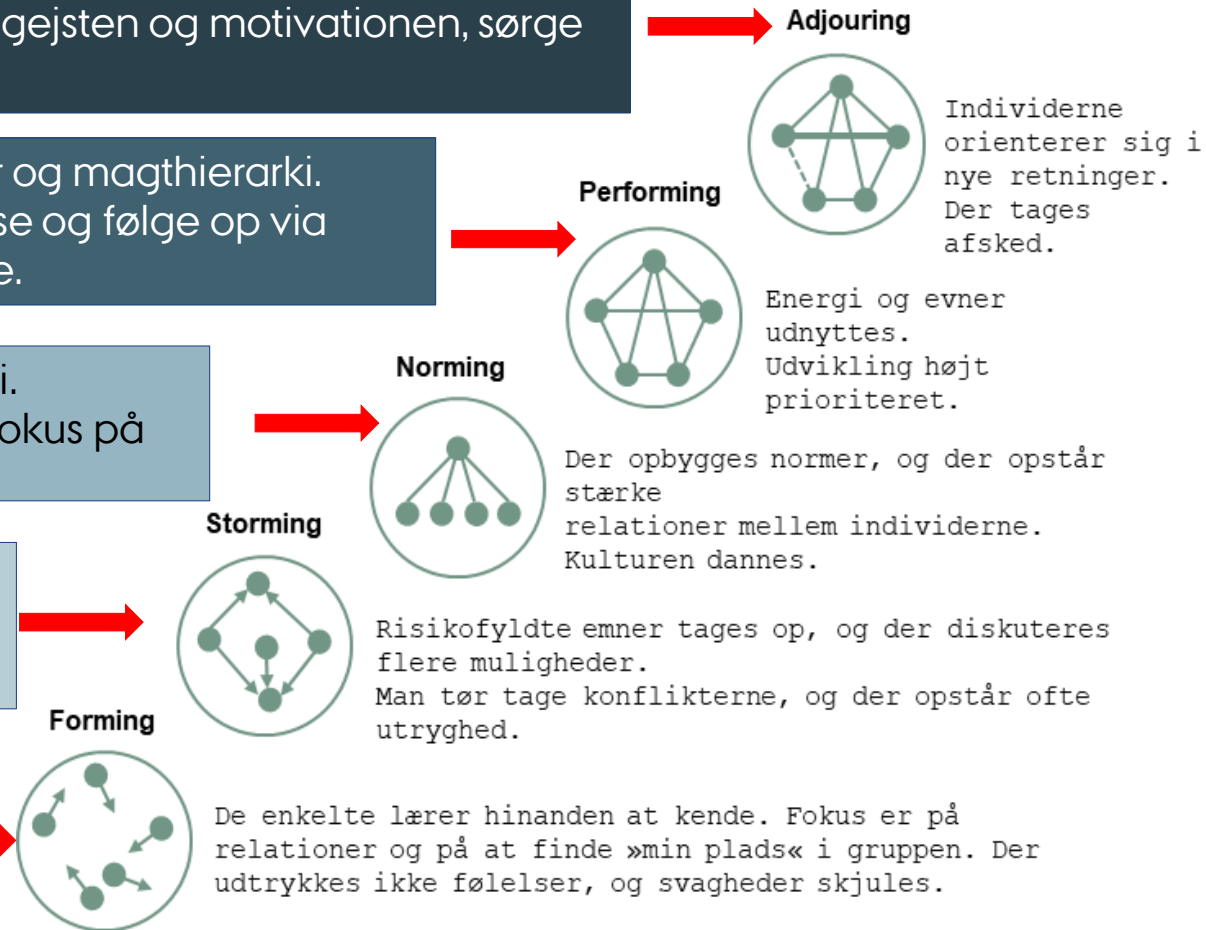 gejsten og motivationen, sørge
Adjouring
Individerne
orienterer sig i
nye retninger.
Der tages
afsked.
og magthierarki.
se og følge op via
e.
Performing
Energi og evner
udnyttes.
Udvikling højt
prioriteret.
i.
okus på
Norming
Der opbygges normer, og der opstår
stærke
relationer mellem individerne.
Kulturen dannes.
Storming
Risikofyldte emner tages op, og der diskuteres
flere muligheder.
Man tør tage konflikterne, og der opstår ofte
utryghed.
Forming
De enkelte lærer hinanden at kende. Fokus er på
relationer og på at finde »min plads« i gruppen. Der
udtrykkes ikke følelser, og svagheder skjules.